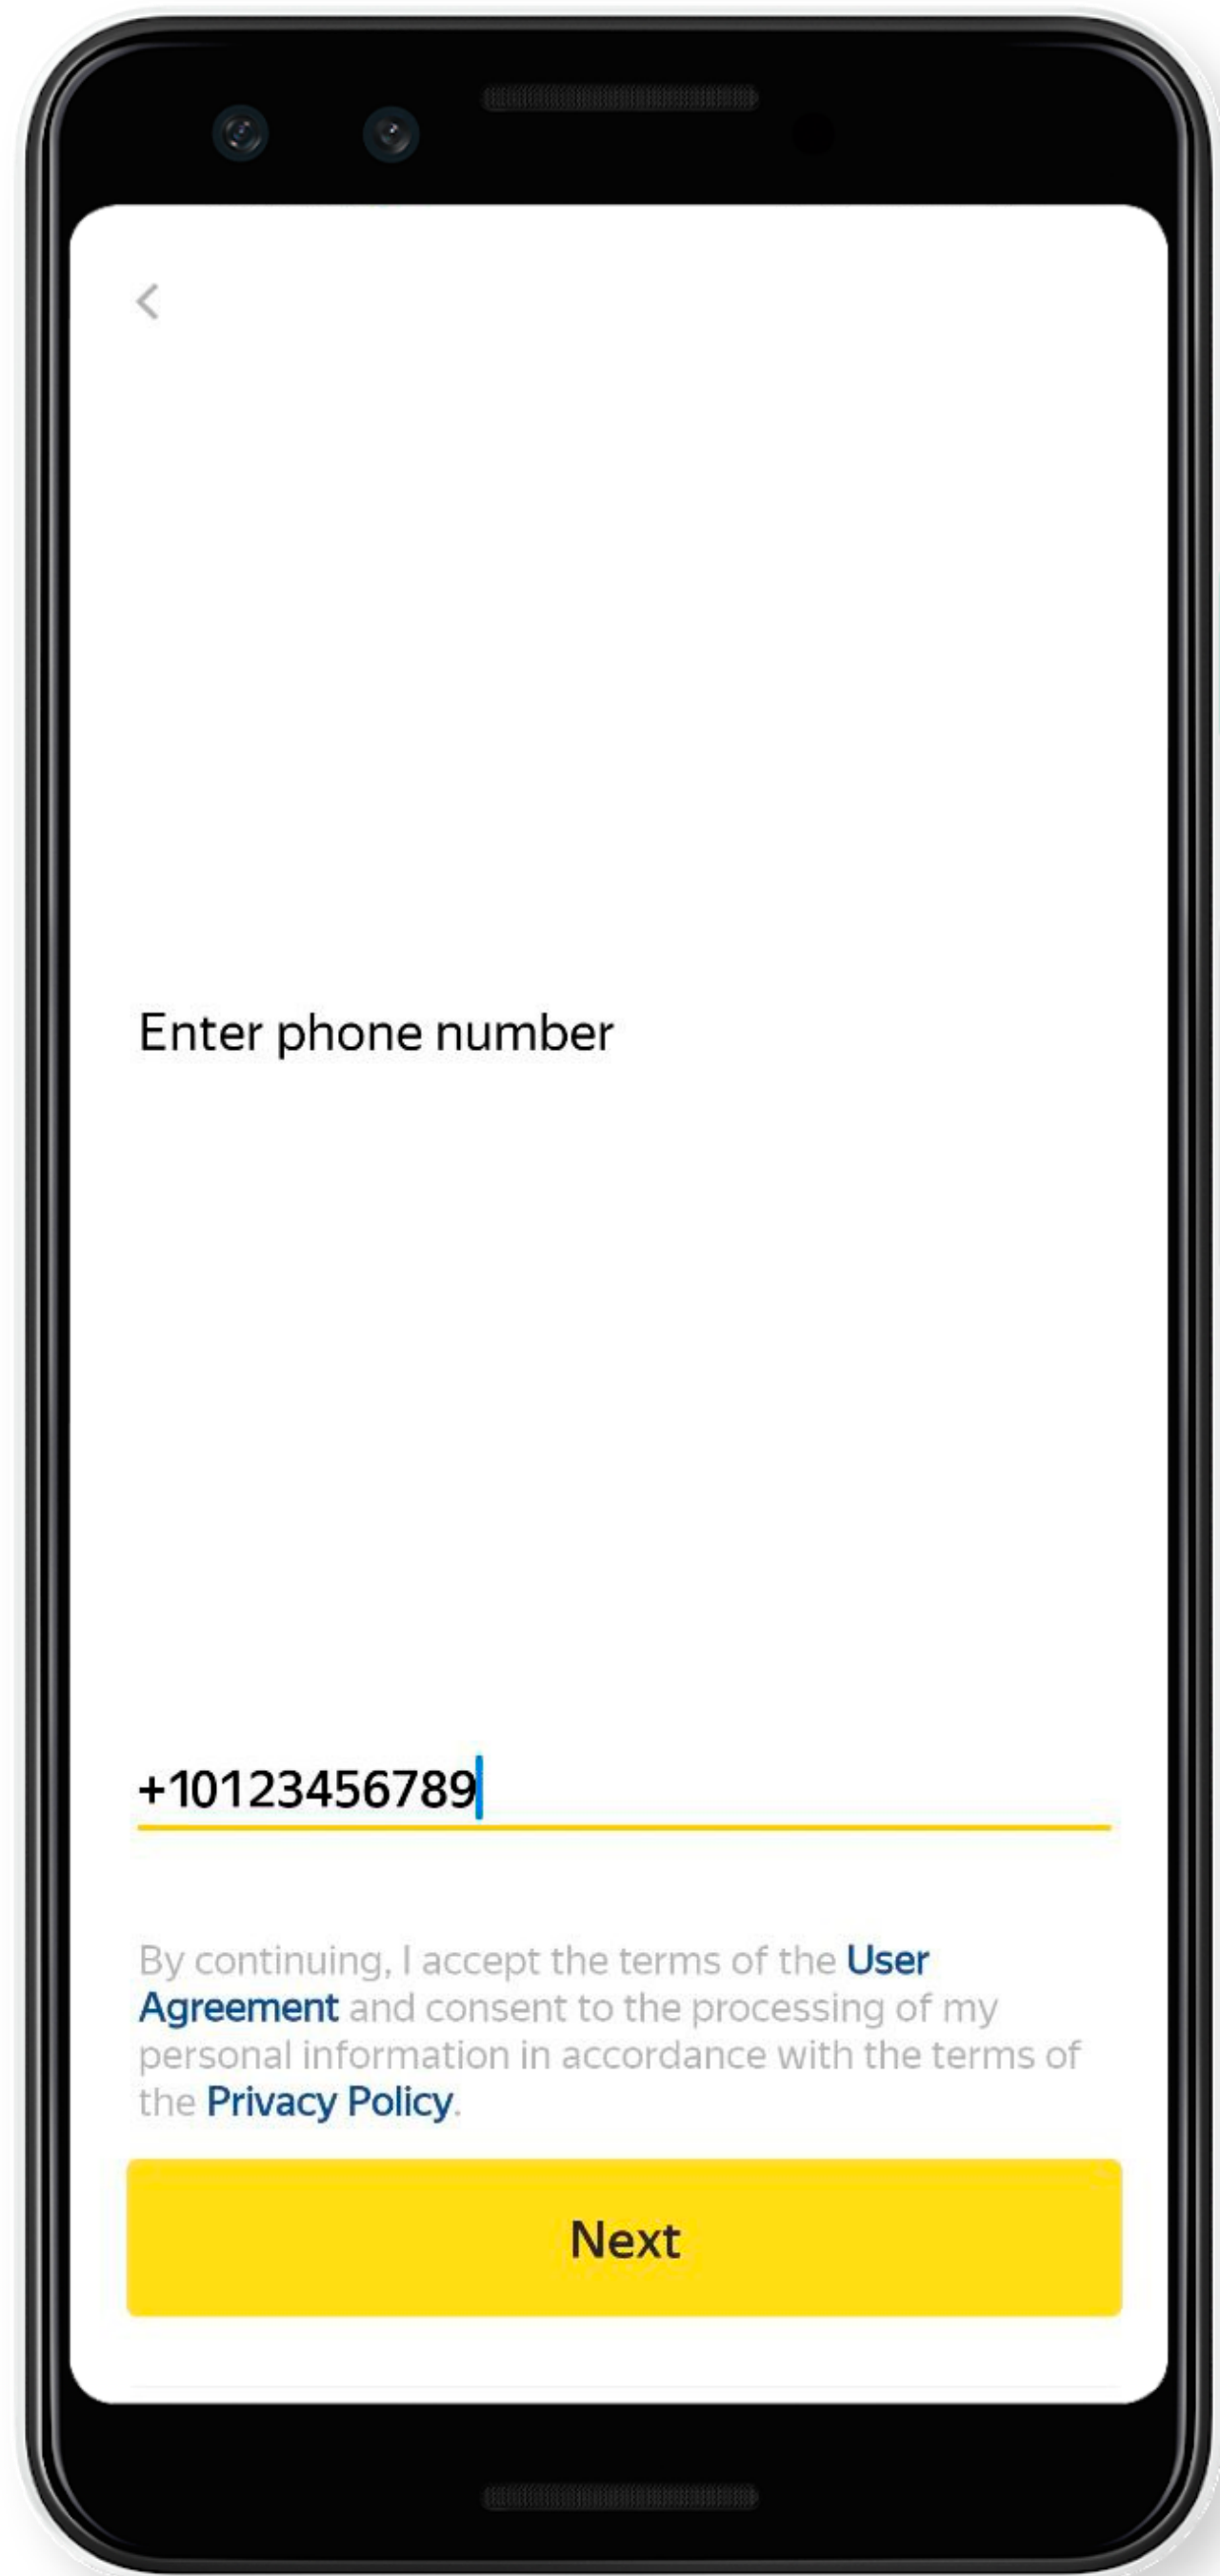 Enter phone number
+10123456789
By continuing, I accept the terms of the User
Agreement and consent to the processing of my
personal information in accordance with the terms of
the Privacy Policy.
Next